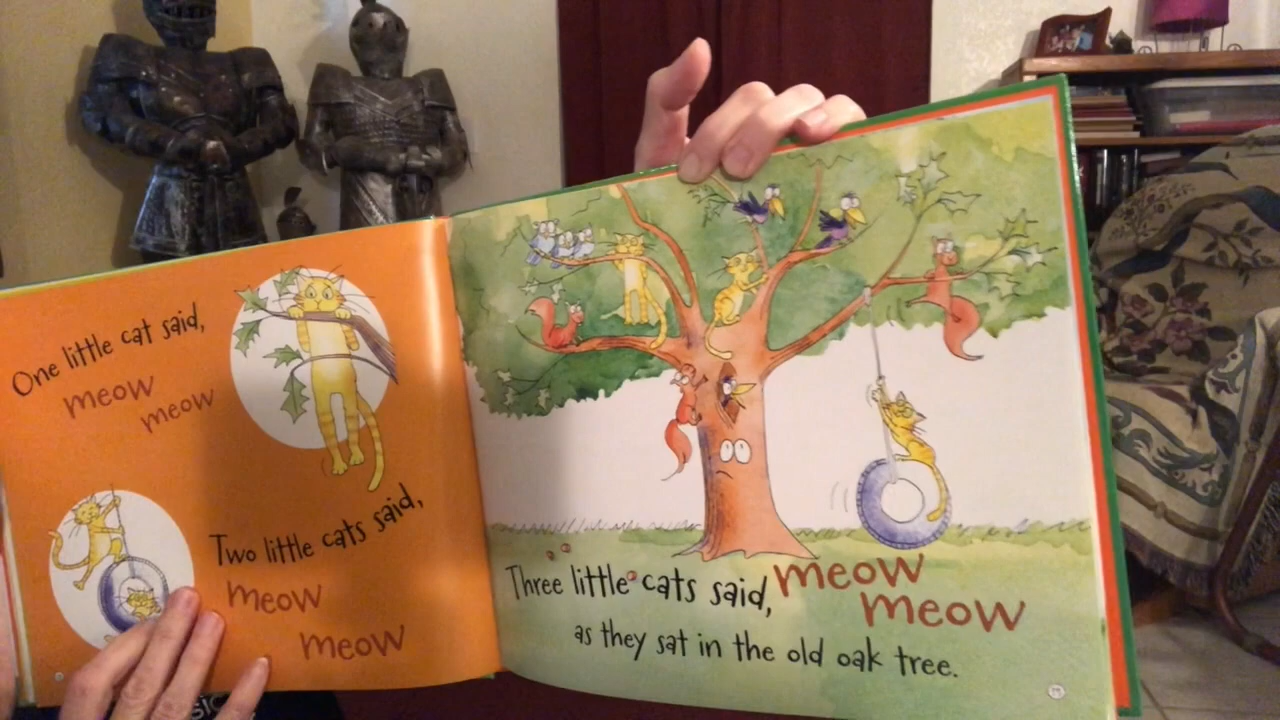 One little cat said,
meow
meow
Two little cats said,
meow
meow
Three little cats said, meow
meow
as they sat in the old oak tree.